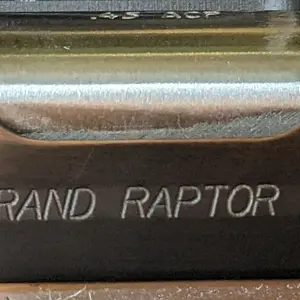 .45 ACP
RAND RAPTOR